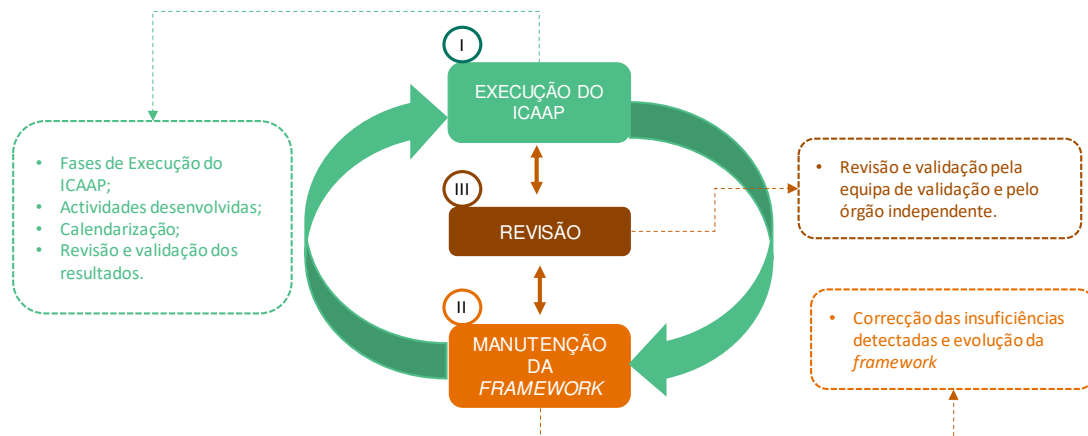 I
EXECUÇÃO DO
ICAAP
• Fases de Execução do
ICAAP;
• Actividades desenvolvidas;
• Calendarização;
• Revisão e validação dos
resultados.
III
REVISÃO
• Revisão e validação pela
equipa de validação e pelo
órgão independente.
II
MANUTENÇÃO
DA
FRAMEWORK
• Correcção das insuficiências
detectadas e evolução da
framework